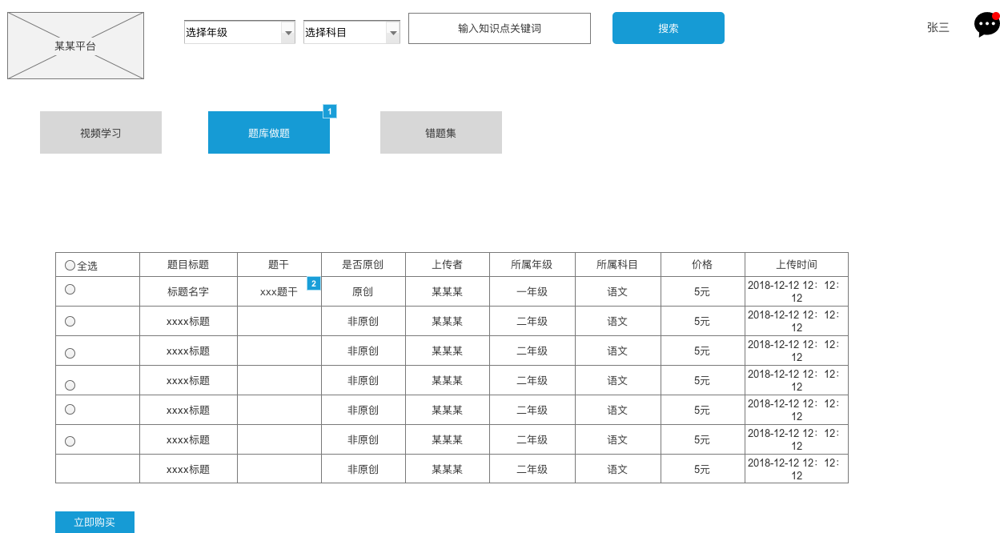 某某平台
选择年级
选择科目
输入知识点关键词
搜索
张三
视频学习
题库做题
1
错题集
全选 题目标题 题干 是否原创 上传者 所属年级 所属科目 价格 上传时间
标题名字 xxx题干 2 原创 某某某 一年级 语文 5元 2018-12-12 12：12：
12
xxxx标题 非原创 某某某 二年级 语文 5元 2018-12-12 12：12：
12
xxxx标题 非原创 某某某 二年级 语文 5元 2018-12-12 12：12：
12
xxxx标题 非原创 某某某 二年级 语文 5元 2018-12-12 12：12：
12
xxxx标题 非原创 某某某 二年级 语文 5元 2018-12-12 12：12：
12
xxxx标题 非原创 某某某 二年级 语文 5元 2018-12-12 12：12：
12
xxxx标题 非原创 某某某 二年级 语文 5元 2018-12-12 12：12：
12
立即购买